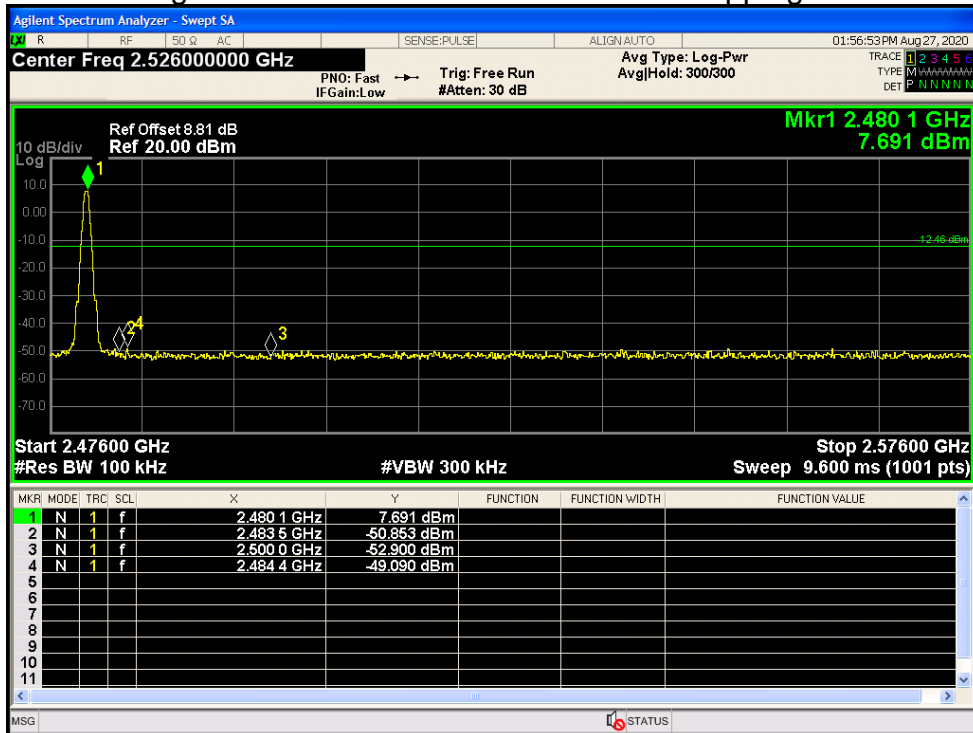 Agilent Spectrum Analyzer - Swept SA
LXI R RF 50 Ω AC SENSE:PULSE ALIGN AUTO 01:56:53 PM Aug 27, 2020
Center Freq 2.526000000 GHz
PNO: Fast Trig: Free Run Avg Type: Log-Pwr TRACE 1 2 3 4 5 6
IFGain:Low #Atten: 30 dB Avg|Hold: 300/300 TYPE M
DET P N N N N N
Mkr1 2.480 1 GHz
7.691 dBm
Ref Offset 8.81 dB
10 dB/div Ref 20.00 dBm
Log
1
10.0
0.00
-10.0
-12.46 dBm
-20.0
-30.0
-40.0
2 4
3
-50.0
-60.0
-70.0
Start 2.47600 GHz Stop 2.57600 GHz
#Res BW 100 kHz #VBW 300 kHz Sweep 9.600 ms (1001 pts)
MKR MODE TRC SCL X Y FUNCTION FUNCTION WIDTH FUNCTION VALUE
1 N 1 f 2.480 1 GHz 7.691 dBm
2 N 1 f 2.483 5 GHz -50.853 dBm
3 N 1 f 2.500 0 GHz -52.900 dBm
4 N 1 f 2.484 4 GHz -49.090 dBm
5
6
7
8
9
10
11
MSG STATUS